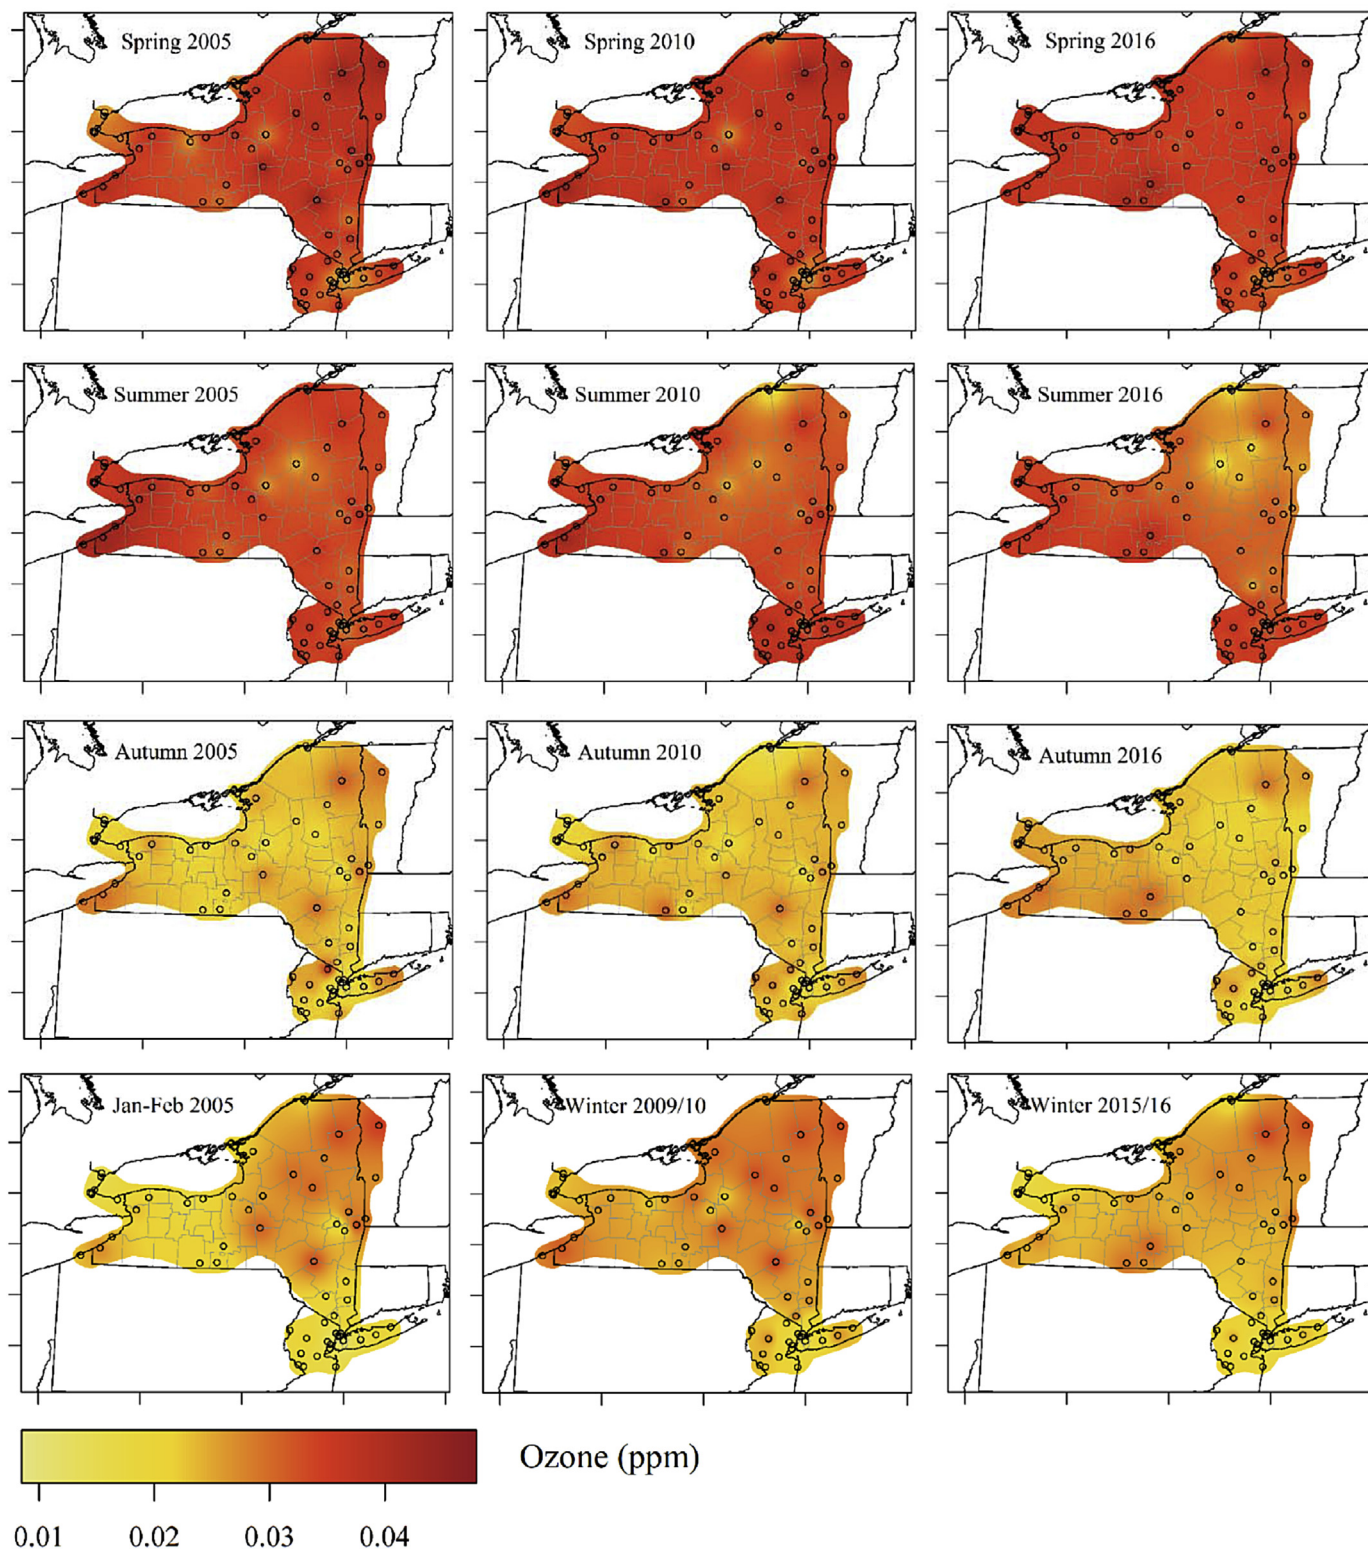 Spring 2005
Spring 2010
Spring 2016
Summer 2005
Summer 2010
Summer 2016
Autumn 2005
Autumn 2010
Autumn 2016
Jan-Feb 2005
Winter 2009/10
Winter 2015/16
Ozone (ppm)
0.01 0.02 0.03 0.04